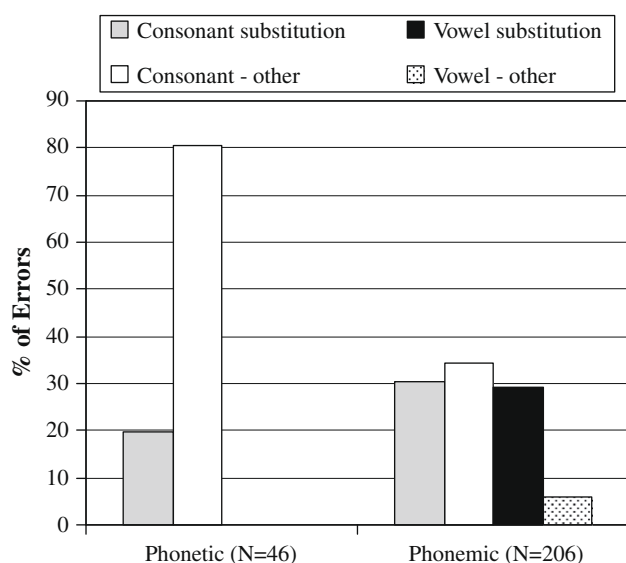 Consonant substitution
Vowel substitution
Consonant - other
Vowel - other
90
80
70
60
50
40
30
20
10
0
% of Errors
Phonetic (N=46)
Phonemic (N=206)